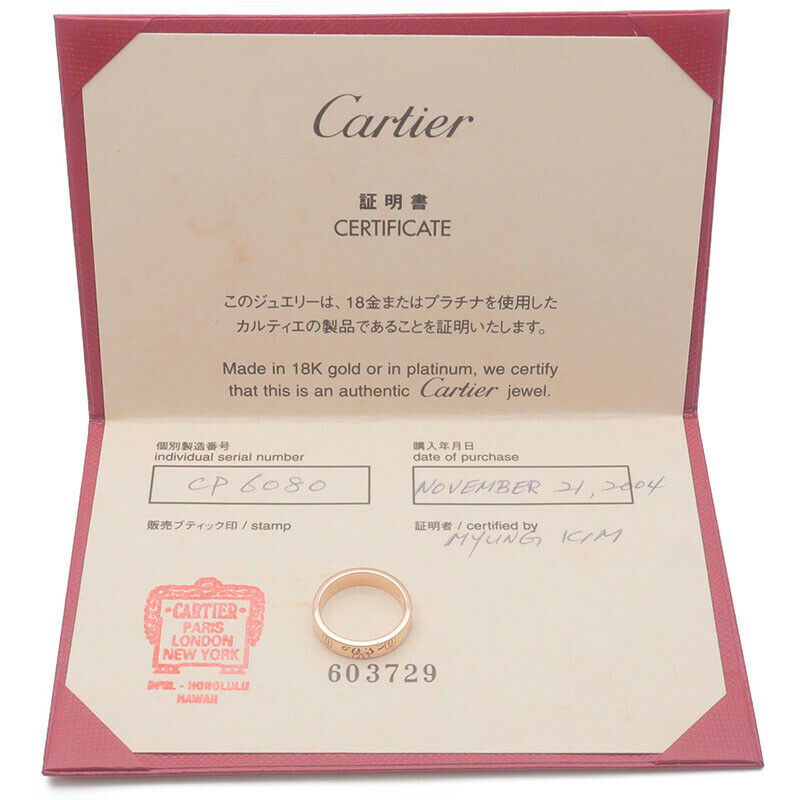 Cartier
証明書
CERTIFICATE
このジュエリーは、18金またはプラチナを使用した
カルティエの製品であることを証明いたします。
Made in 18K gold or in platinum, we certify
that this is an authentic Cartier jewel.
個別製造番号
individual serial number
CP 6080
購入年月日
date of purchase
NOVEMBER 21, 2004
販売ブティック印 / stamp
証明者 / certified by
MYUNG KIM
CARTIER
PARIS
LONDON
NEW YORK
- HONOLULU
HAWAII
603729